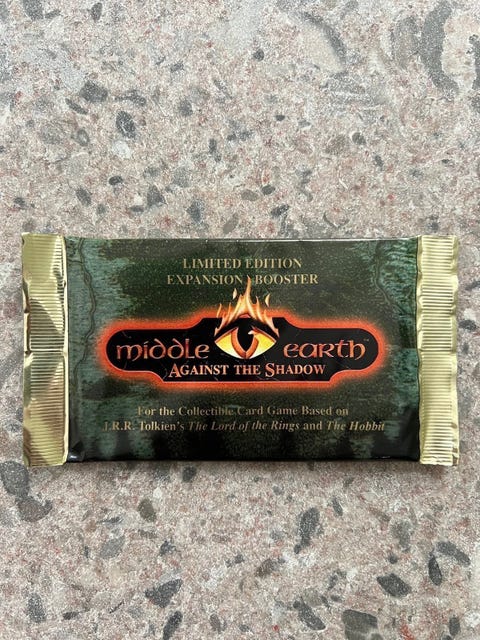 LIMITED EDITION
EXPANSION BOOSTER
middle earth™
AGAINST THE SHADOW
For the Collectible Card Game Based on
J.R.R. Tolkien's The Lord of the Rings and The Hobbit